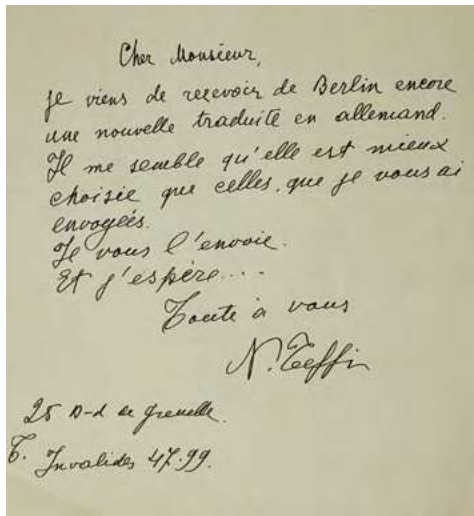 Cher Monsieur,
je viens de recevoir de Berlin encore
une nouvelle traduite en allemand.
Il me semble qu'elle est mieux
choisie que celles, que je vous ai
envoyées.
Je vous l'envoie.
Et j'espère....
Toute à vous
N. Teffi
25 B-d de Grenelle.
T. Invalides 47.99.